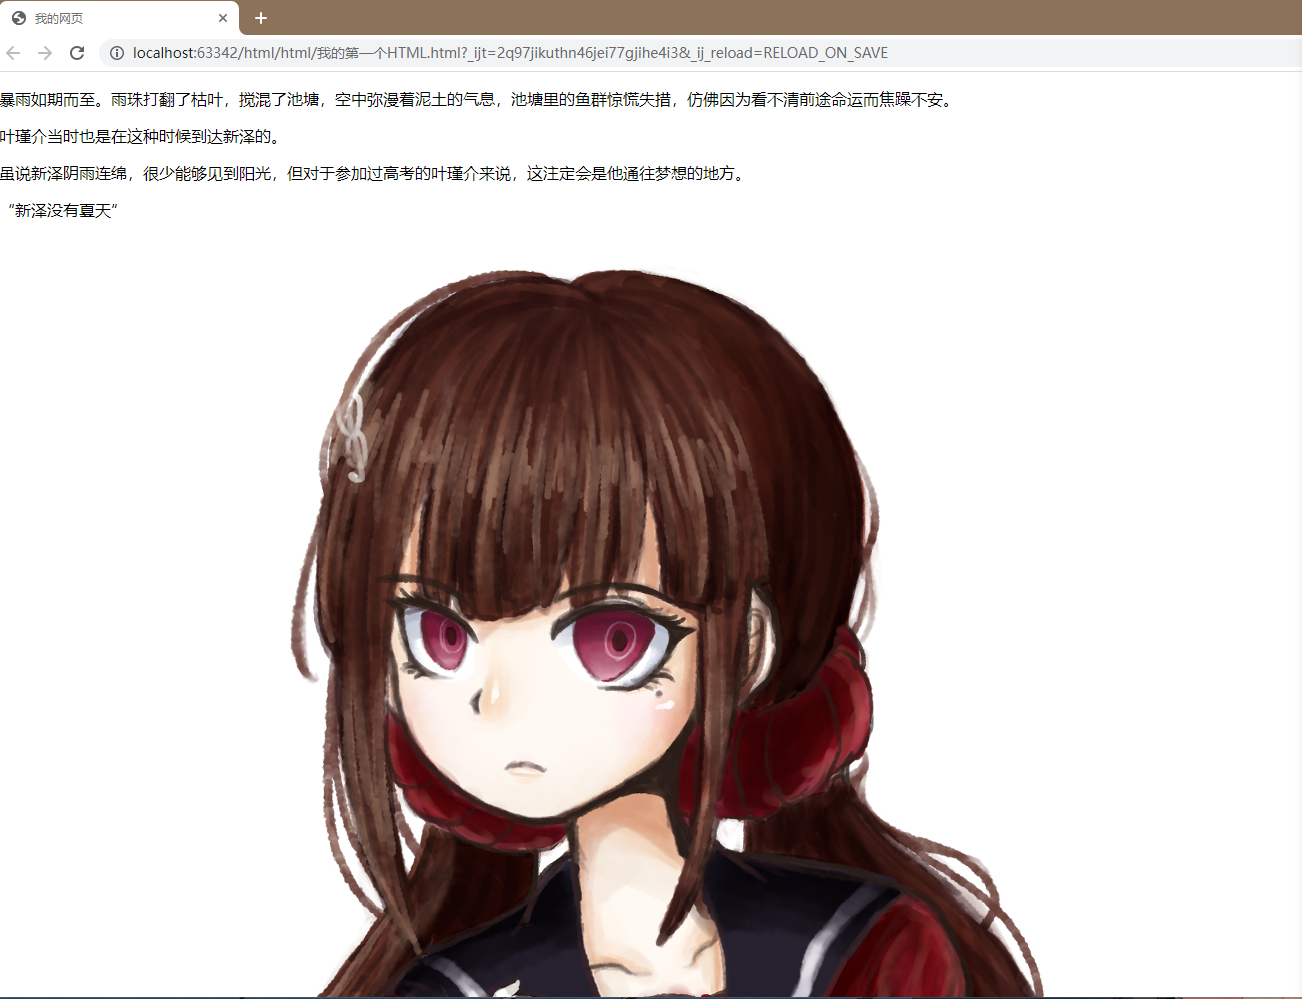 我的网页
localhost:63342/html/html/我的第一个HTML.html?_ijt=2q97jikuthn46jei77gjihe4i3&_ij_reload=RELOAD_ON_SAVE
暴雨如期而至。雨珠打翻了枯叶，搅混了池塘，空中弥漫着泥土的气息，池塘里的鱼群惊慌失措，仿佛因为看不清前途命运而焦躁不安。
叶瑾介当时也是在这种时候到达新泽的。
虽说新泽阴雨连绵，很少能够见到阳光，但对于参加过高考的叶瑾介来说，这注定会是他通往梦想的地方。
“新泽没有夏天”